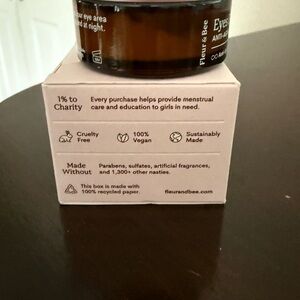 your eye area
at night.
Fleur & Bee
Eyes
ANTI-A
1% to Charity
Every purchase helps provide menstrual
care and education to girls in need.
Cruelty Free
100% Vegan
Sustainably Made
Made Without
Parabens, sulfates, artificial fragrances,
and 1,300+ other nasties.
This box is made with
100% recycled paper.
fleurandbee.com